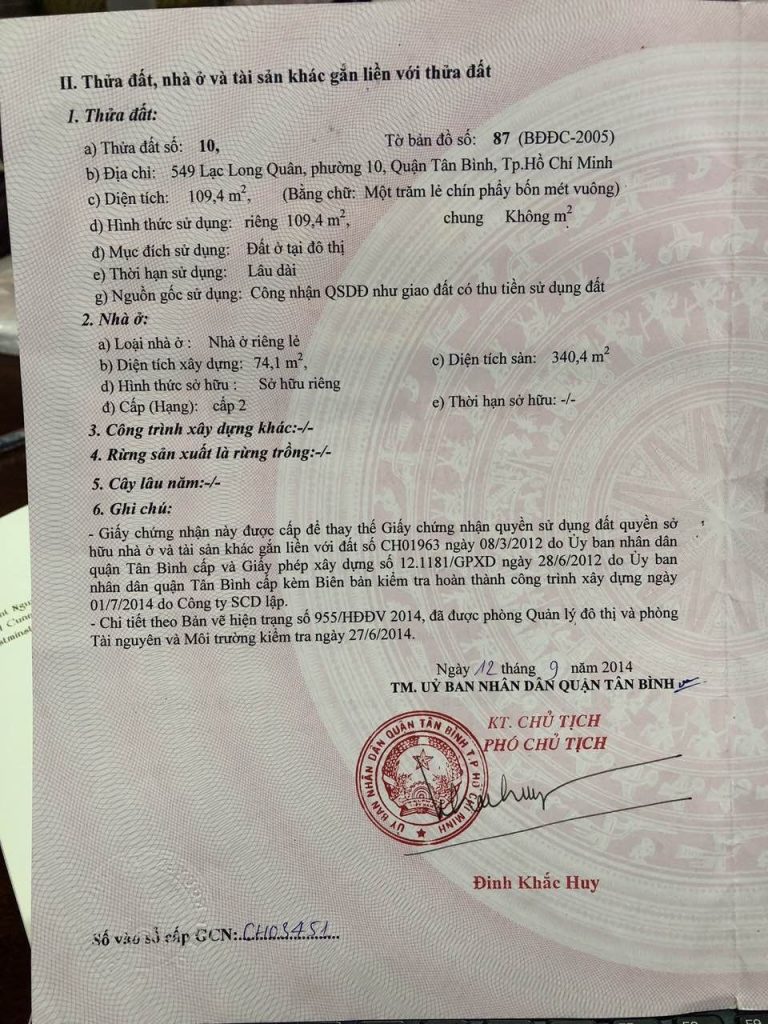 II. Thửa đất, nhà ở và tài sản khác gắn liền với thửa đất
1. Thửa đất:
a) Thửa đất số: 10, Tờ bản đồ số: 87 (BĐĐC-2005)
b) Địa chỉ: 549 Lạc Long Quân, phường 10, Quận Tân Bình, Tp.Hồ Chí Minh
c) Diện tích: 109,4 m², (Bằng chữ: Một trăm lẻ chín phẩy bốn mét vuông)
d) Hình thức sử dụng: riêng 109,4 m², chung Không m²
đ) Mục đích sử dụng: Đất ở tại đô thị
e) Thời hạn sử dụng: Lâu dài
g) Nguồn gốc sử dụng: Công nhận QSDĐ như giao đất có thu tiền sử dụng đất
2. Nhà ở:
a) Loại nhà ở : Nhà ở riêng lẻ
b) Diện tích xây dựng: 74,1 m², c) Diện tích sàn: 340,4 m²
d) Hình thức sở hữu : Sở hữu riêng
đ) Cấp (Hạng): cấp 2 e) Thời hạn sở hữu: -/-
3. Công trình xây dựng khác:-/-
4. Rừng sản xuất là rừng trồng:-/-
5. Cây lâu năm:-/-
6. Ghi chú:
- Giấy chứng nhận này được cấp để thay thế Giấy chứng nhận quyền sử dụng đất quyền sở
hữu nhà ở và tài sản khác gắn liền với đất số CH01963 ngày 08/3/2012 do Ủy ban nhân dân
quận Tân Bình cấp và Giấy phép xây dựng số 12.1181/GPXD ngày 28/6/2012 do Ủy ban
nhân dân quận Tân Bình cấp kèm Biên bản kiểm tra hoàn thành công trình xây dựng ngày
01/7/2014 do Công ty SCD lập.
- Chi tiết theo Bản vẽ hiện trạng số 955/HĐĐV 2014, đã được phòng Quản lý đô thị và phòng
Tài nguyên và Môi trường kiểm tra ngày 27/6/2014.
Ngày 12 tháng 9 năm 2014
TM. UỶ BAN NHÂN DÂN QUẬN TÂN BÌNH
KT. CHỦ TỊCH
PHÓ CHỦ TỊCH
ỦY BAN NHÂN DÂN QUẬN TÂN BÌNH T.P HỒ CHÍ MINH
Đinh Khắc Huy
Số vào sổ cấp GCN: CH03451